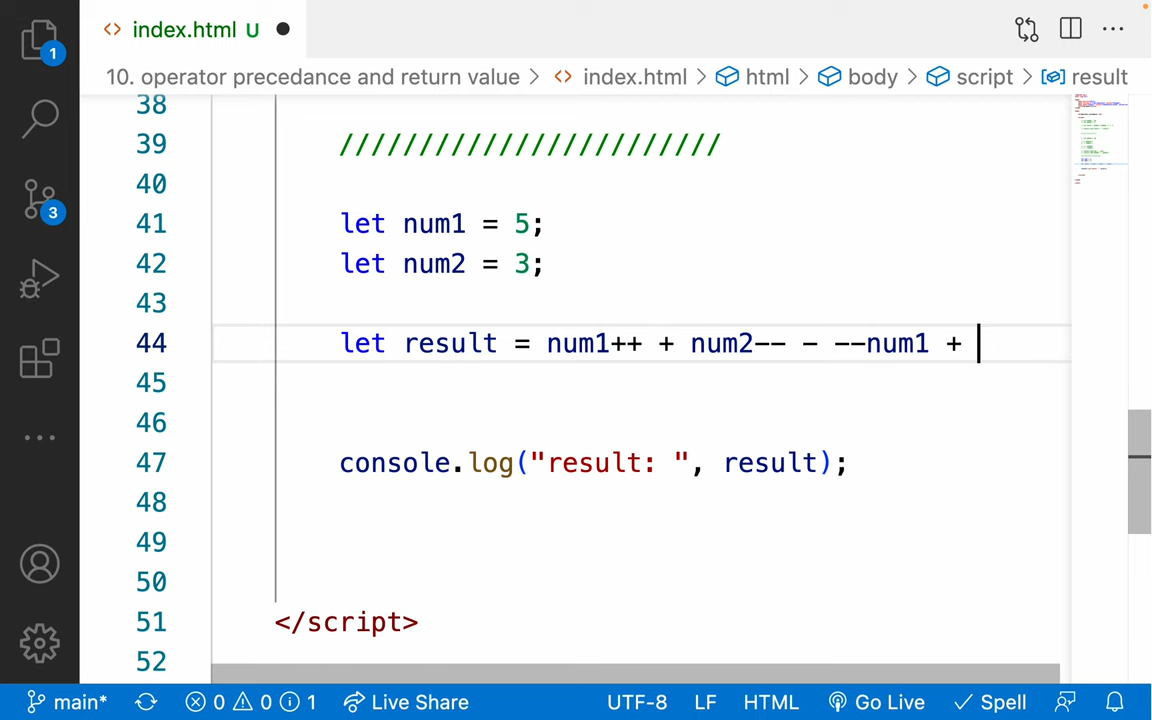 index.html U
10. operator precedance and return value > <> index.html > html > body > script > result
1
3
38
39 ///////////////////////
40
41 let num1 = 5;
42 let num2 = 3;
43
44 let result = num1++ + num2-- - --num1 +
45
46
47 console.log("result: ", result);
48
49
50
51 </script>
52
main* 0 0 1 Live Share UTF-8 LF HTML Go Live Spell